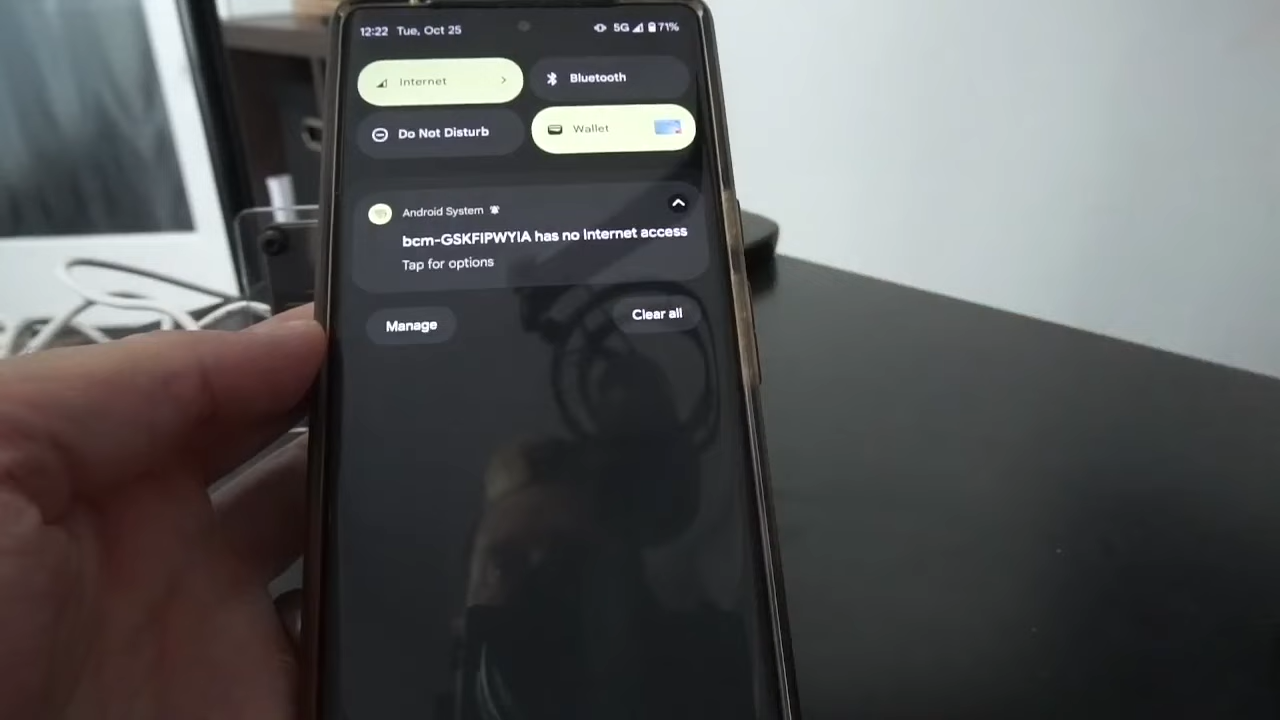 12:22 Tue, Oct 25 5G 71%
Internet Bluetooth
Do Not Disturb Wallet
Android System
bcm-GSKFIPWYIA has no internet access
Tap for options
Manage Clear all